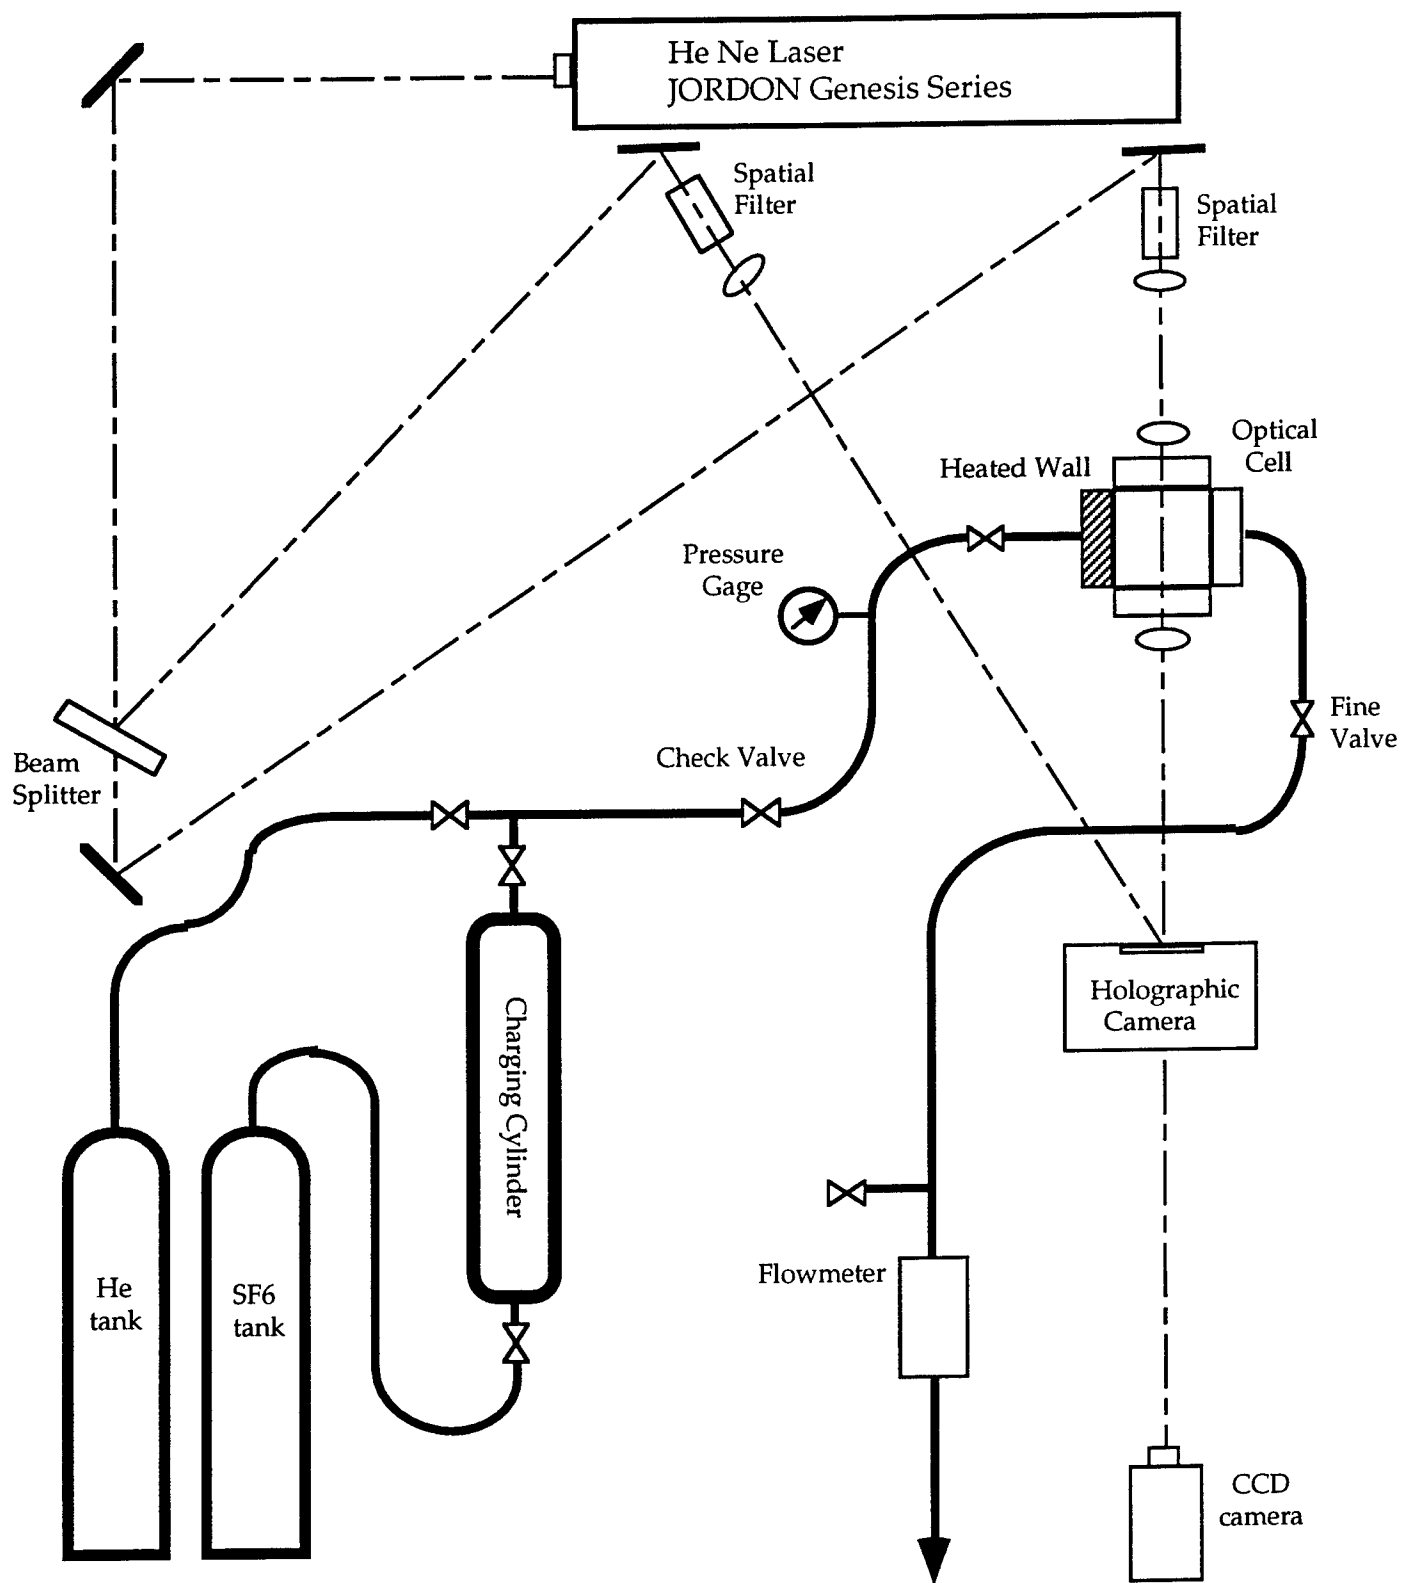 He Ne Laser
JORDON Genesis Series
Spatial
Filter
Spatial
Filter
Optical
Cell
Heated Wall
Pressure
Gage
Fine
Valve
Check Valve
Beam
Splitter
Holographic
Camera
Charging Cylinder
Flowmeter
He
tank
SF6
tank
CCD
camera